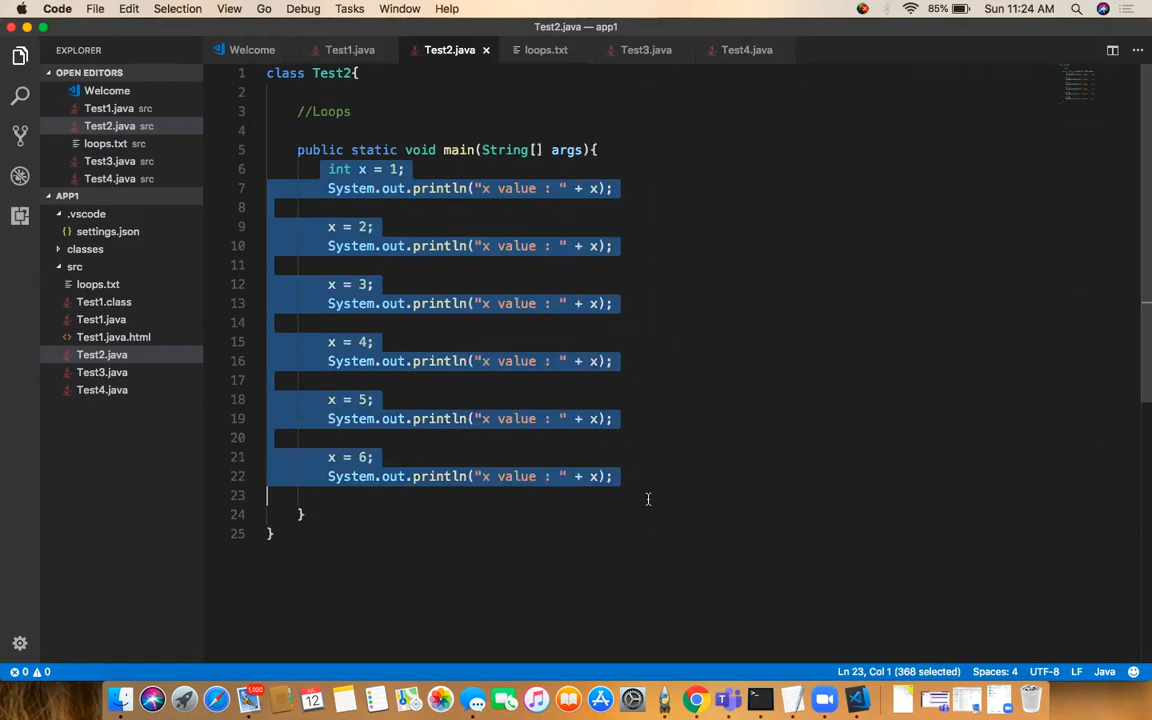 Code File Edit Selection View Go Debug Tasks Window Help 85% Sun 11:24 AM
Test2.java — app1
EXPLORER Welcome Test1.java Test2.java loops.txt Test3.java Test4.java
OPEN EDITORS
Welcome
Test1.java src
Test2.java src
loops.txt src
Test3.java src
Test4.java src
APP1
.vscode
{} settings.json
classes
src
loops.txt
Test1.class
Test1.java
<> Test1.java.html
Test2.java
Test3.java
Test4.java
1 class Test2{
2
3 //Loops
4
5 public static void main(String[] args){
6 int x = 1;
7 System.out.println("x value : " + x);
8
9 x = 2;
10 System.out.println("x value : " + x);
11
12 x = 3;
13 System.out.println("x value : " + x);
14
15 x = 4;
16 System.out.println("x value : " + x);
17
18 x = 5;
19 System.out.println("x value : " + x);
20
21 x = 6;
22 System.out.println("x value : " + x);
23
24 }
25 }
0 0 Ln 23, Col 1 (368 selected) Spaces: 4 UTF-8 LF Java
1,020
JUL
12